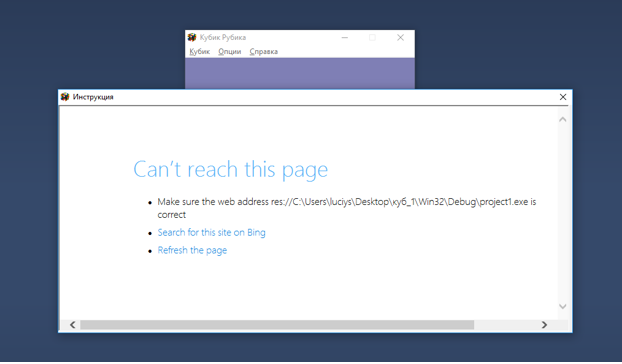 Кубик Рубика
Кубик Опции Справка
Инструкция
Can't reach this page
Make sure the web address res://C:\Users\luciys\Desktop\куб_1\Win32\Debug\project1.exe is
correct
Search for this site on Bing
Refresh the page